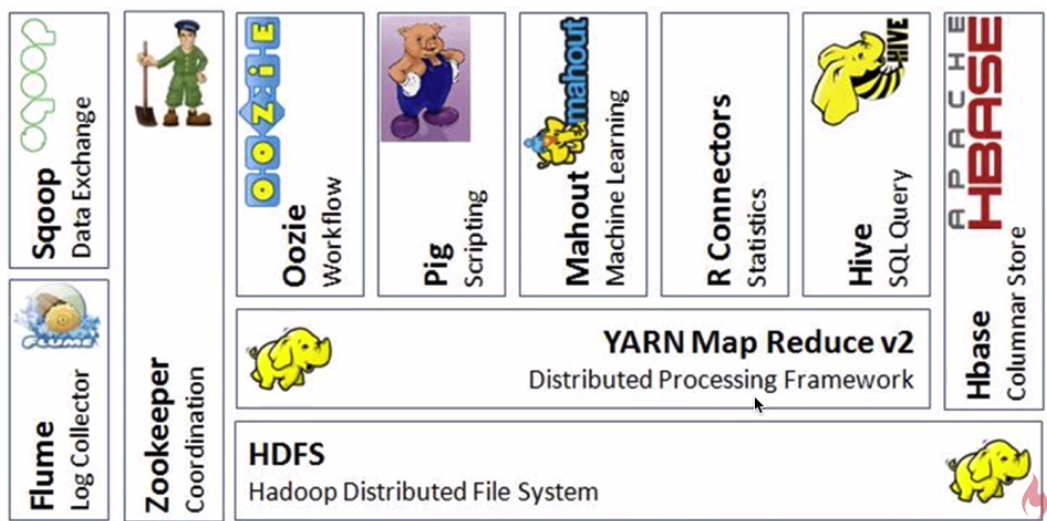 Sqoop
Data Exchange
Flume
Log Collector
FLUME
Zookeeper
Coordination
OOZIE
Oozie
Workflow
Pig
Scripting
mahout
Mahout
Machine Learning
R Connectors
Statistics
HIVE
Hive
SQL Query
APACHE
HBASE
Hbase
Columnar Store
YARN Map Reduce v2
Distributed Processing Framework
HDFS
Hadoop Distributed File System